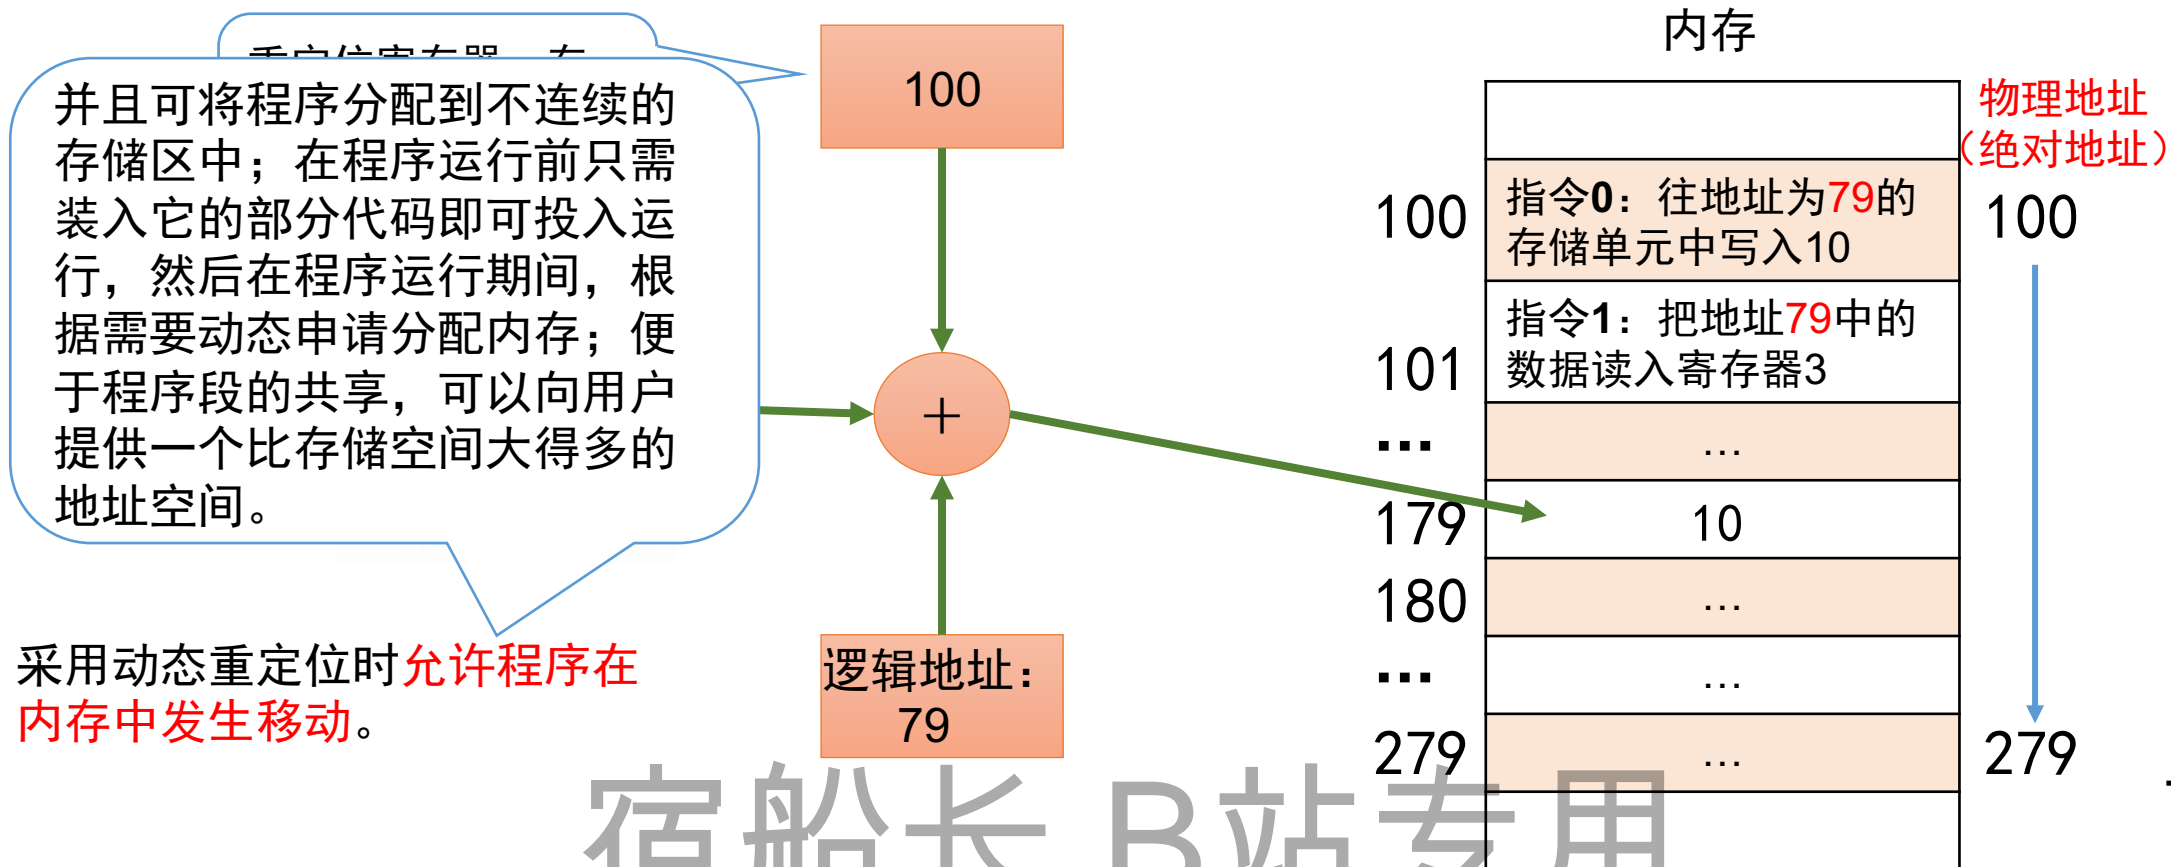 内存
100
并且可将程序分配到不连续的
存储区中；在程序运行前只需
装入它的部分代码即可投入运
行，然后在程序运行期间，根
据需要动态申请分配内存；便
于程序段的共享，可以向用户
提供一个比存储空间大得多的
地址空间。
采用动态重定位时允许程序在
内存中发生移动。
+
逻辑地址：
79
物理地址
（绝对地址）
100
指令0：往地址为79的
存储单元中写入10
100
101
指令1：把地址79中的
数据读入寄存器3
...
...
179
10
180
...
...
...
279
...
279
宿船长 B站专用